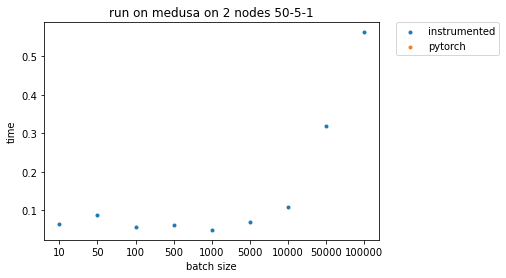 run on medusa on 2 nodes 50-5-1
instrumented
pytorch
0.5
0.4
0.3
0.2
0.1
time
10 50 100 500 1000 5000 10000 50000 100000
batch size